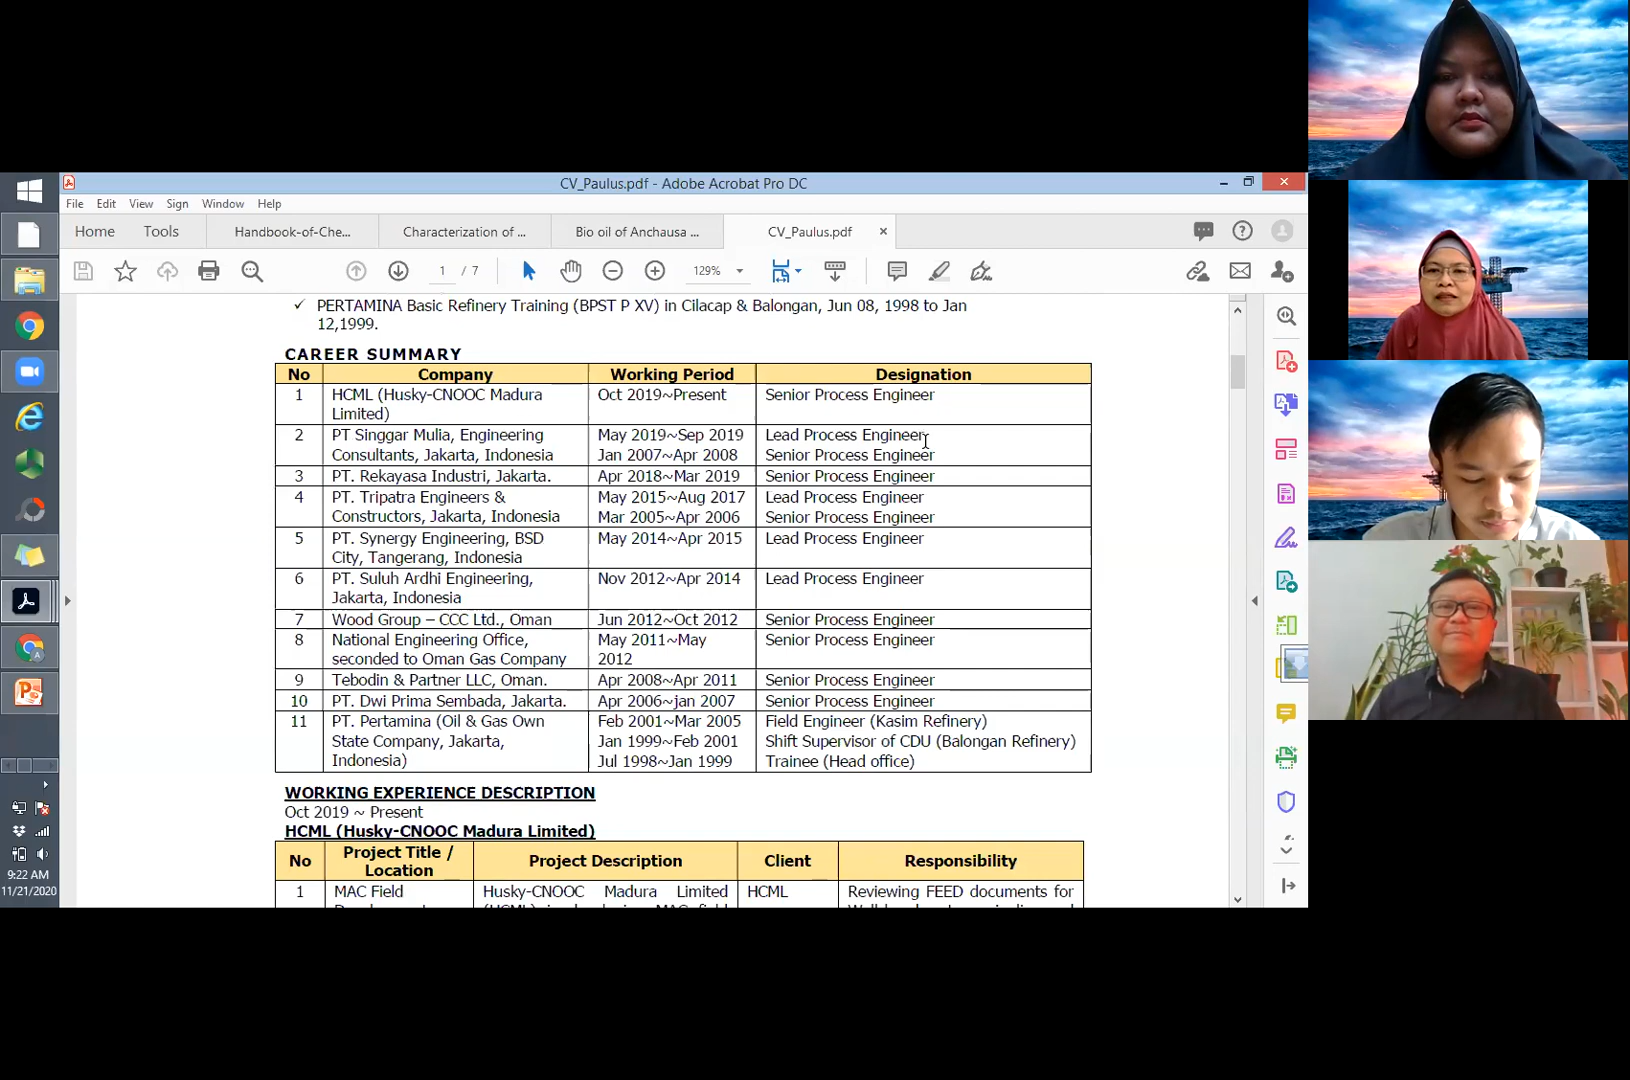 CV_Paulus.pdf - Adobe Acrobat Pro DC
File Edit View Sign Window Help
Home Tools Handbook-of-Che... Characterization of ... Bio oil of Anchausa ... CV_Paulus.pdf ×
1 / 7 129%
✓ PERTAMINA Basic Refinery Training (BPST P XV) in Cilacap & Balongan, Jun 08, 1998 to Jan
12,1999.
CAREER SUMMARY
No Company Working Period Designation
1 HCML (Husky-CNOOC Madura Oct 2019~Present Senior Process Engineer
Limited)
2 PT Singgar Mulia, Engineering May 2019~Sep 2019 Lead Process Engineer
Consultants, Jakarta, Indonesia Jan 2007~Apr 2008 Senior Process Engineer
3 PT. Rekayasa Industri, Jakarta. Apr 2018~Mar 2019 Senior Process Engineer
4 PT. Tripatra Engineers & May 2015~Aug 2017 Lead Process Engineer
Constructors, Jakarta, Indonesia Mar 2005~Apr 2006 Senior Process Engineer
5 PT. Synergy Engineering, BSD May 2014~Apr 2015 Lead Process Engineer
City, Tangerang, Indonesia
6 PT. Suluh Ardhi Engineering, Nov 2012~Apr 2014 Lead Process Engineer
Jakarta, Indonesia
7 Wood Group – CCC Ltd., Oman Jun 2012~Oct 2012 Senior Process Engineer
8 National Engineering Office, May 2011~May Senior Process Engineer
seconded to Oman Gas Company 2012
9 Tebodin & Partner LLC, Oman. Apr 2008~Apr 2011 Senior Process Engineer
10 PT. Dwi Prima Sembada, Jakarta. Apr 2006~jan 2007 Senior Process Engineer
11 PT. Pertamina (Oil & Gas Own Feb 2001~Mar 2005 Field Engineer (Kasim Refinery)
State Company, Jakarta, Jan 1999~Feb 2001 Shift Supervisor of CDU (Balongan Refinery)
Indonesia) Jul 1998~Jan 1999 Trainee (Head office)
WORKING EXPERIENCE DESCRIPTION
Oct 2019 ~ Present
HCML (Husky-CNOOC Madura Limited)
No Project Title / Project Description Client Responsibility
Location
1 MAC Field Husky-CNOOC Madura Limited HCML Reviewing FEED documents for
9:22 AM
11/21/2020